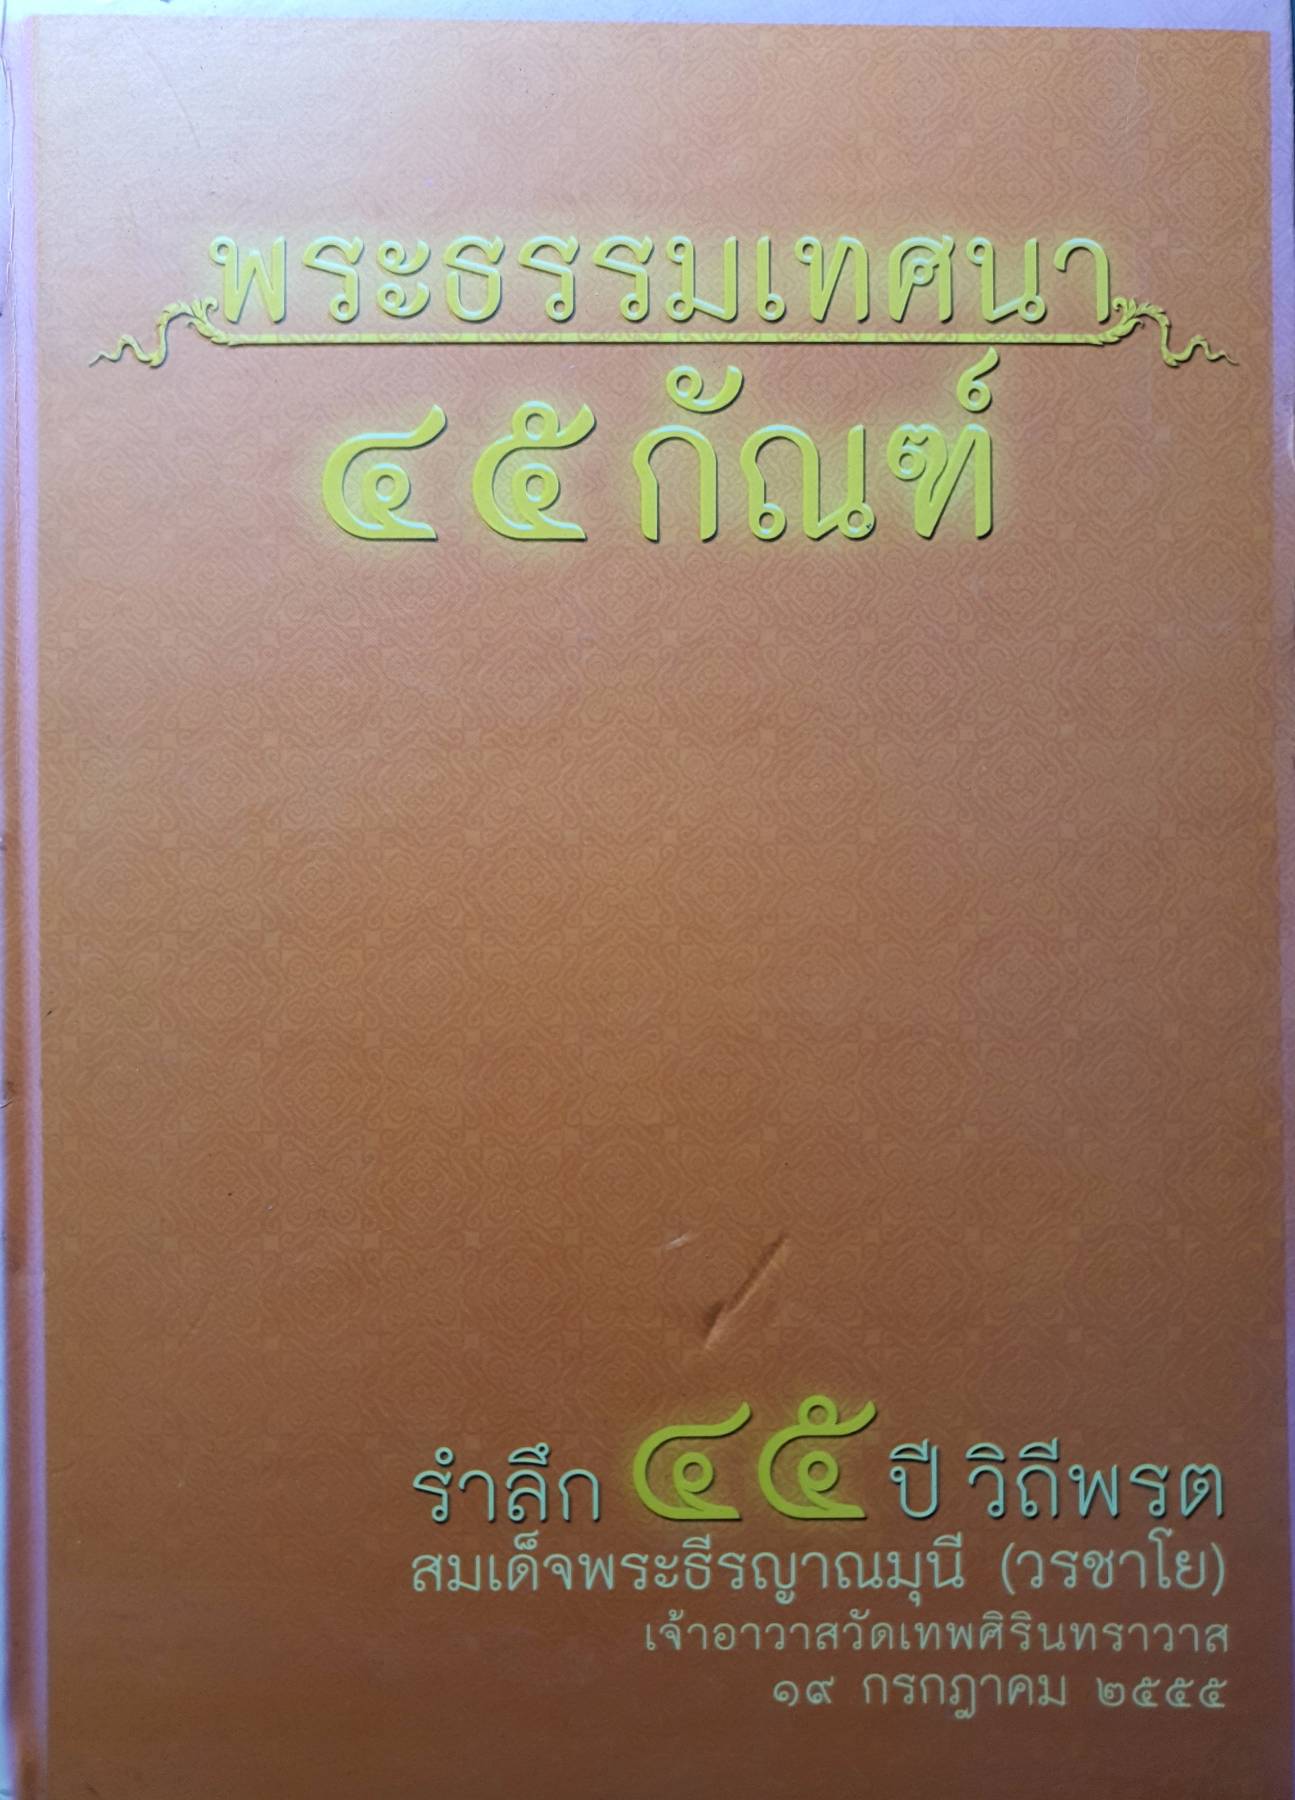 พระธรรมเทศนา
๔๕ กัณฑ์
รำลึก ๔๕ ปี วิถีพรต
สมเด็จพระธีรญาณมุนี (วรชาโย)
เจ้าอาวาสวัดเทพศิรินทราวาส
๑๙ กรกฎาคม ๒๕๕๕